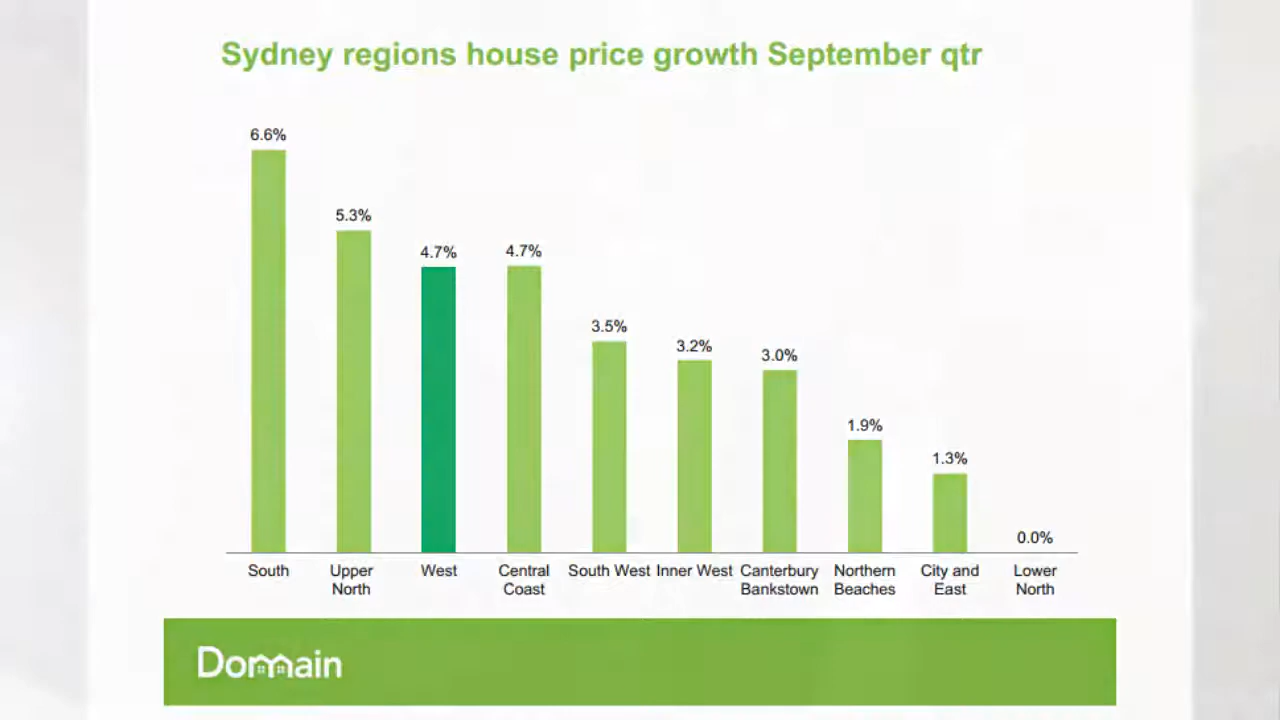 Sydney regions house price growth September qtr
6.6%
5.3%
4.7%
4.7%
3.5%
3.2%
3.0%
1.9%
1.3%
0.0%
South
Upper
North
West
Central
Coast
South West
Inner West
Canterbury
Bankstown
Northern
Beaches
City and
East
Lower
North
Domain